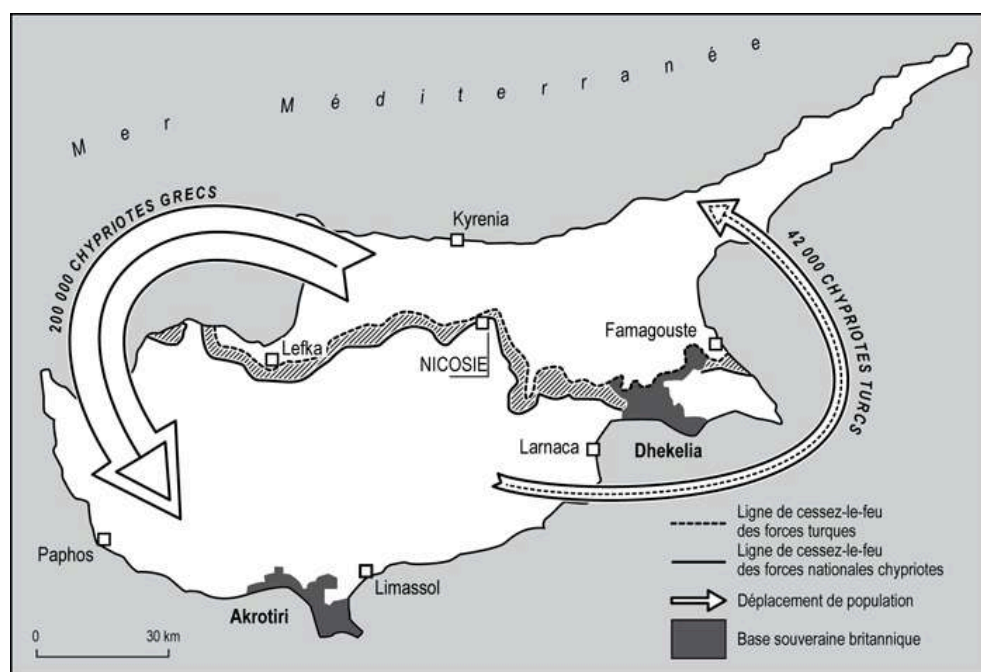 Mer Méditerranée
200 000 CHYPRIOTES GRECS
Kyrenia
42 000 CHYPRIOTES TURCS
Famagouste
Lefka
NICOSIE
Larnaca
Dhekelia
Paphos
Limassol
Akrotiri
0 30 km
Ligne de cessez-le-feu
des forces turques
Ligne de cessez-le-feu
des forces nationales chypriotes
Déplacement de population
Base souveraine britannique